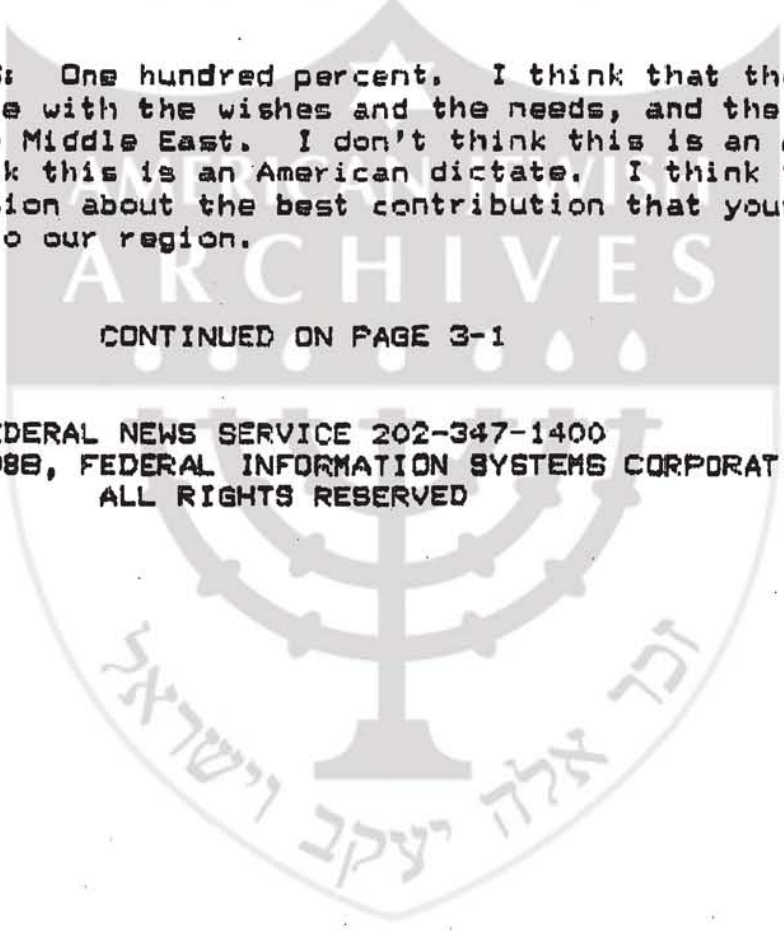 S: One hundred percent. I think that the
e with the wishes and the needs, and the
Middle East. I don't think this is an
k this is an American dictate. I think
sion about the best contribution that you
o our region.
AMERICAN JEWISH
ARCHIVES
CONTINUED ON PAGE 3-1
DERAL NEWS SERVICE 202-347-1400
988, FEDERAL INFORMATION SYSTEMS CORPORAT
ALL RIGHTS RESERVED
זכר אלה יעקב וישראל